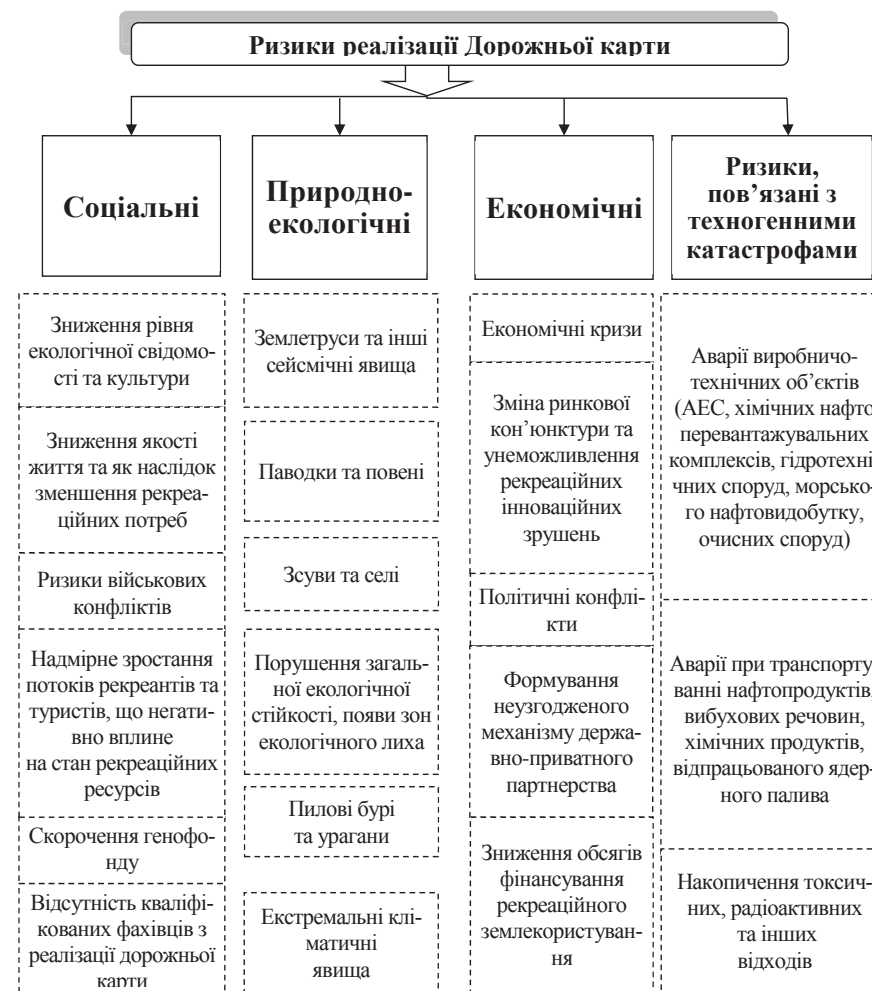 Ризики реалізації Дорожньої карти
Соціальні
Природно-
екологічні
Економічні
Ризики,
пов’язані з
техногенними
катастрофами
Зниження рівня
екологічної свідомо-
сті та культури
Зниження якості
життя та як наслідок
зменшення рекреа-
ційних потреб
Ризики військових
конфліктів
Надмірне зростання
потоків рекреантів та
туристів, що негати-
вно вплине
на стан рекреаційних
ресурсів
Скорочення генофо-
нду
Відсутність кваліфі-
кованих фахівців з
реалізації дорожньої
карти
Землетруси та інші
сейсмічні явища
Паводки та повені
Зсуви та селі
Порушення загаль-
ної екологічної
стійкості, появи зон
екологічного лиха
Пилові бурі
та урагани
Екстремальні клі-
матичні
явища
Економічні кризи
Зміна ринкової
кон’юнктури та
унеможливлення
рекреаційних
інноваційних
зрушень
Політичні конфлі-
кти
Формування
неузгодженого
механізму держа-
вно-приватного
партнерства
Зниження обсягів
фінансування
рекреаційного
землекористуван-
ня
Аварії виробничо-
технічних об’єктів
(АЕС, хімічних нафто
перевантажувальних
комплексів, гідротехні-
чних споруд, морсько-
го нафтовидобутку,
очисних споруд)
Аварії при транспорту-
ванні нафтопродуктів,
вибухових речовин,
хімічних продуктів,
відпрацьованого ядер-
ного палива
Накопичення токсич-
них, радіоактивних
та інших
відходів